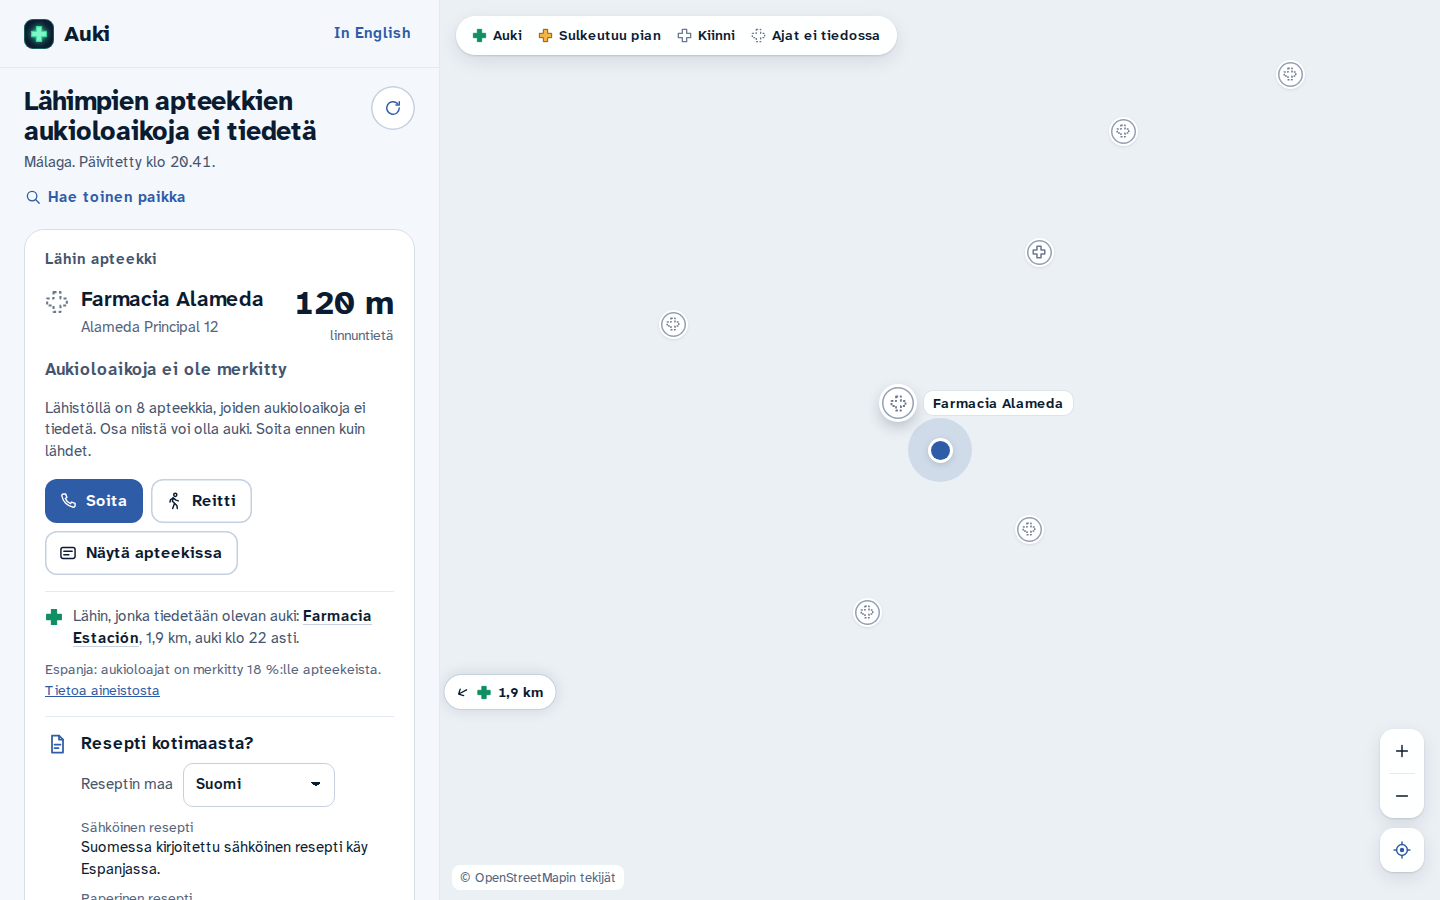 Auki
In English
Lähimpien apteekkien
aukioloaikoja ei tiedetä
Málaga. Päivitetty klo 20.41.
Hae toinen paikka
Lähin apteekki
Farmacia Alameda
120 m
Alameda Principal 12
linnuntietä
Aukioloaikoja ei ole merkitty
Lähistöllä on 8 apteekkia, joiden aukioloaikoja ei
tiedetä. Osa niistä voi olla auki. Soita ennen kuin
lähdet.
Soita
Reitti
Näytä apteekissa
Lähin, jonka tiedetään olevan auki: Farmacia
Estación, 1,9 km, auki klo 22 asti.
Espanja: aukioloajat on merkitty 18 %:lle apteekeista.
Tietoa aineistosta
Resepti kotimaasta?
Reseptin maa
Suomi
Sähköinen resepti
Suomessa kirjoitettu sähköinen resepti käy
Espanjassa.
Paperinen resepti
Auki
Sulkeutuu pian
Kiinni
Ajat ei tiedossa
Farmacia Alameda
1,9 km
© OpenStreetMapin tekijät